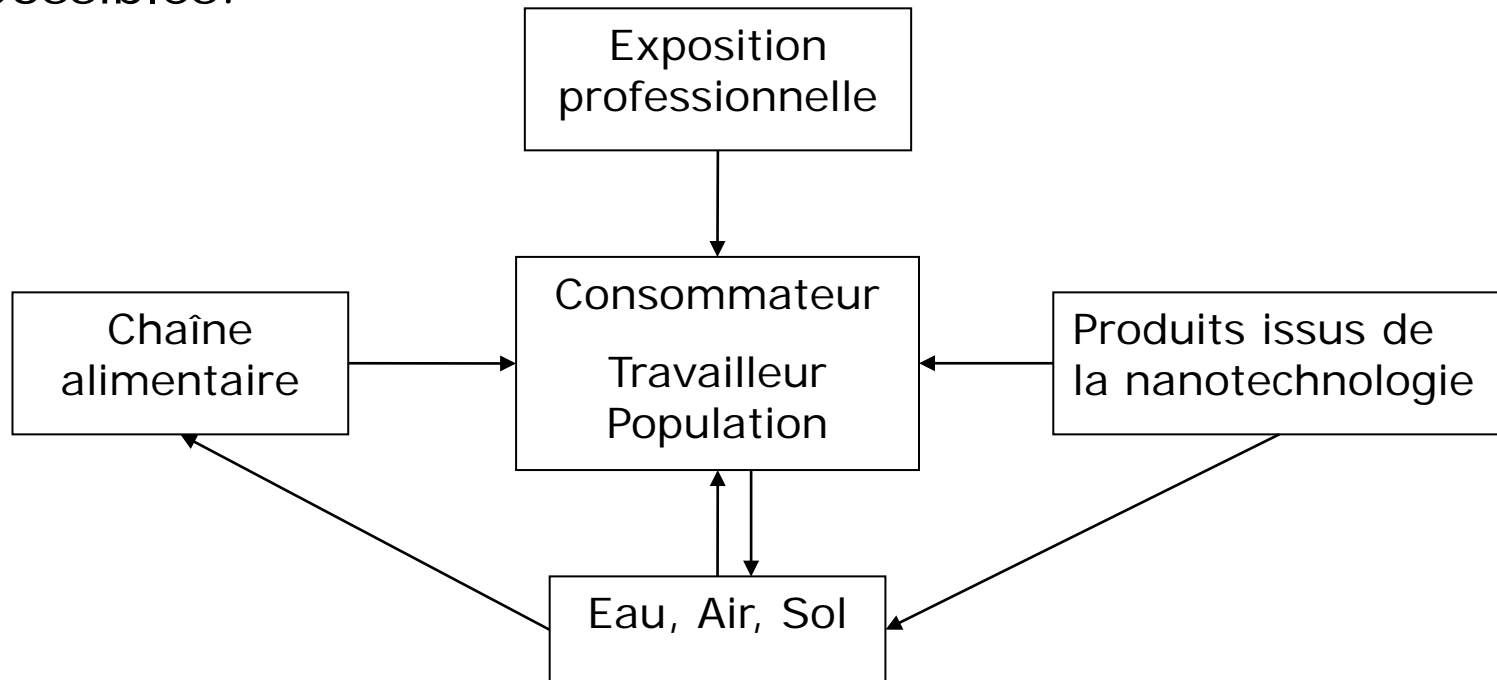 Exposition
professionnelle
Consommateur
Travailleur
Population
Chaîne
alimentaire
Produits issus de
la nanotechnologie
Eau, Air, Sol